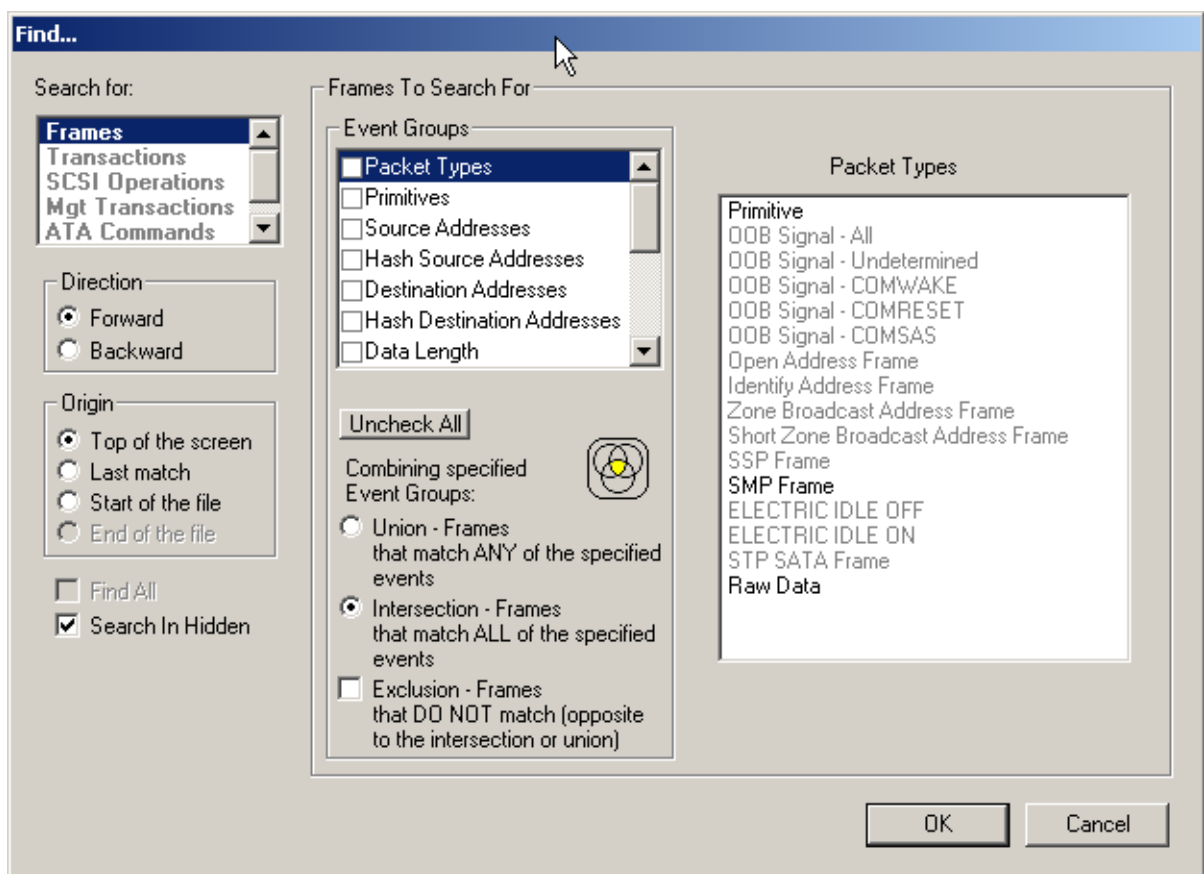 Find...
Search for:
Frames
Transactions
SCSI Operations
Mgt Transactions
ATA Commands
Direction
Forward
Backward
Origin
Top of the screen
Last match
Start of the file
End of the file
Find All
Search In Hidden
Frames To Search For
Event Groups
Packet Types
Primitives
Source Addresses
Hash Source Addresses
Destination Addresses
Hash Destination Addresses
Data Length
Uncheck All
Combining specified
Event Groups:
Union - Frames
that match ANY of the specified
events
Intersection - Frames
that match ALL of the specified
events
Exclusion - Frames
that DO NOT match (opposite
to the intersection or union)
Packet Types
Primitive
OOB Signal - All
OOB Signal - Undetermined
OOB Signal - COMWAKE
OOB Signal - COMRESET
OOB Signal - COMSAS
Open Address Frame
Identify Address Frame
Zone Broadcast Address Frame
Short Zone Broadcast Address Frame
SSP Frame
SMP Frame
ELECTRIC IDLE OFF
ELECTRIC IDLE ON
STP SATA Frame
Raw Data
OK
Cancel